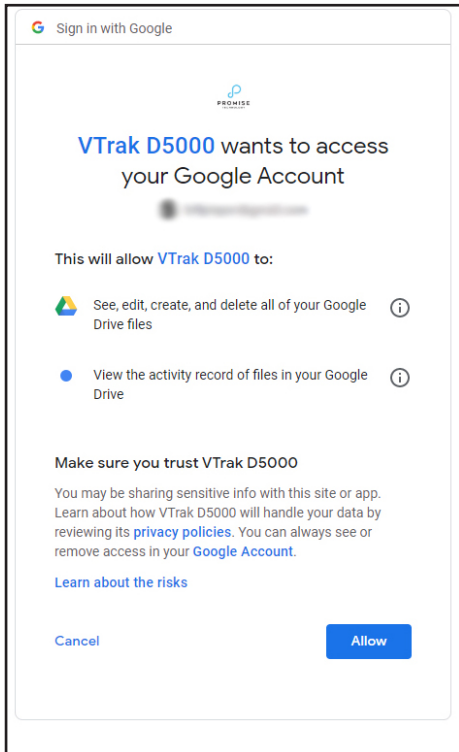 Sign in with Google
PROMISE
VTrak D5000 wants to access
your Google Account
This will allow VTrak D5000 to:
See, edit, create, and delete all of your Google
Drive files
View the activity record of files in your Google
Drive
Make sure you trust VTrak D5000
You may be sharing sensitive info with this site or app.
Learn about how VTrak D5000 will handle your data by
reviewing its privacy policies. You can always see or
remove access in your Google Account.
Learn about the risks
Cancel
Allow